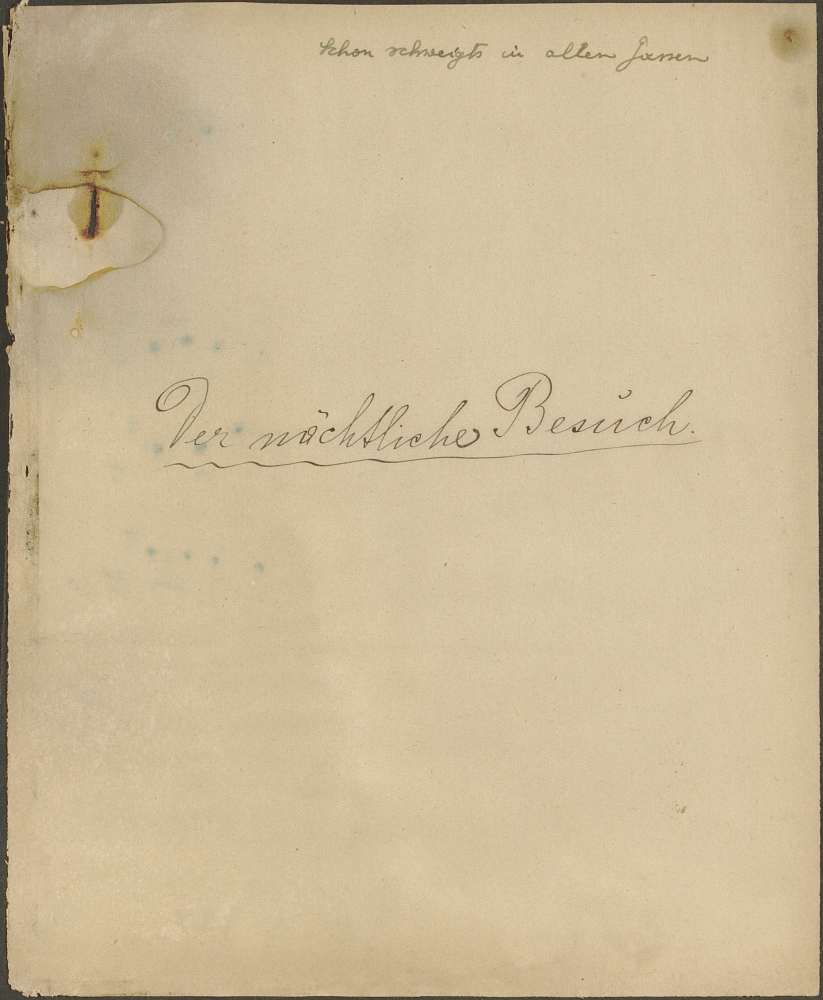 Schon schweigts in allen Gassen
Der nächtliche Besuch.